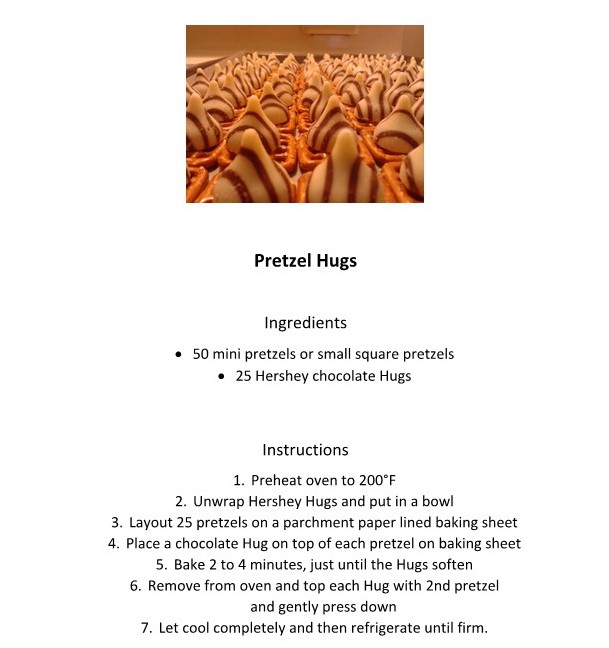 Pretzel Hugs
Ingredients
• 50 mini pretzels or small square pretzels
• 25 Hershey chocolate Hugs
Instructions
1. Preheat oven to 200°F
2. Unwrap Hershey Hugs and put in a bowl
3. Layout 25 pretzels on a parchment paper lined baking sheet
4. Place a chocolate Hug on top of each pretzel on baking sheet
5. Bake 2 to 4 minutes, just until the Hugs soften
6. Remove from oven and top each Hug with 2nd pretzel
and gently press down
7. Let cool completely and then refrigerate until firm.